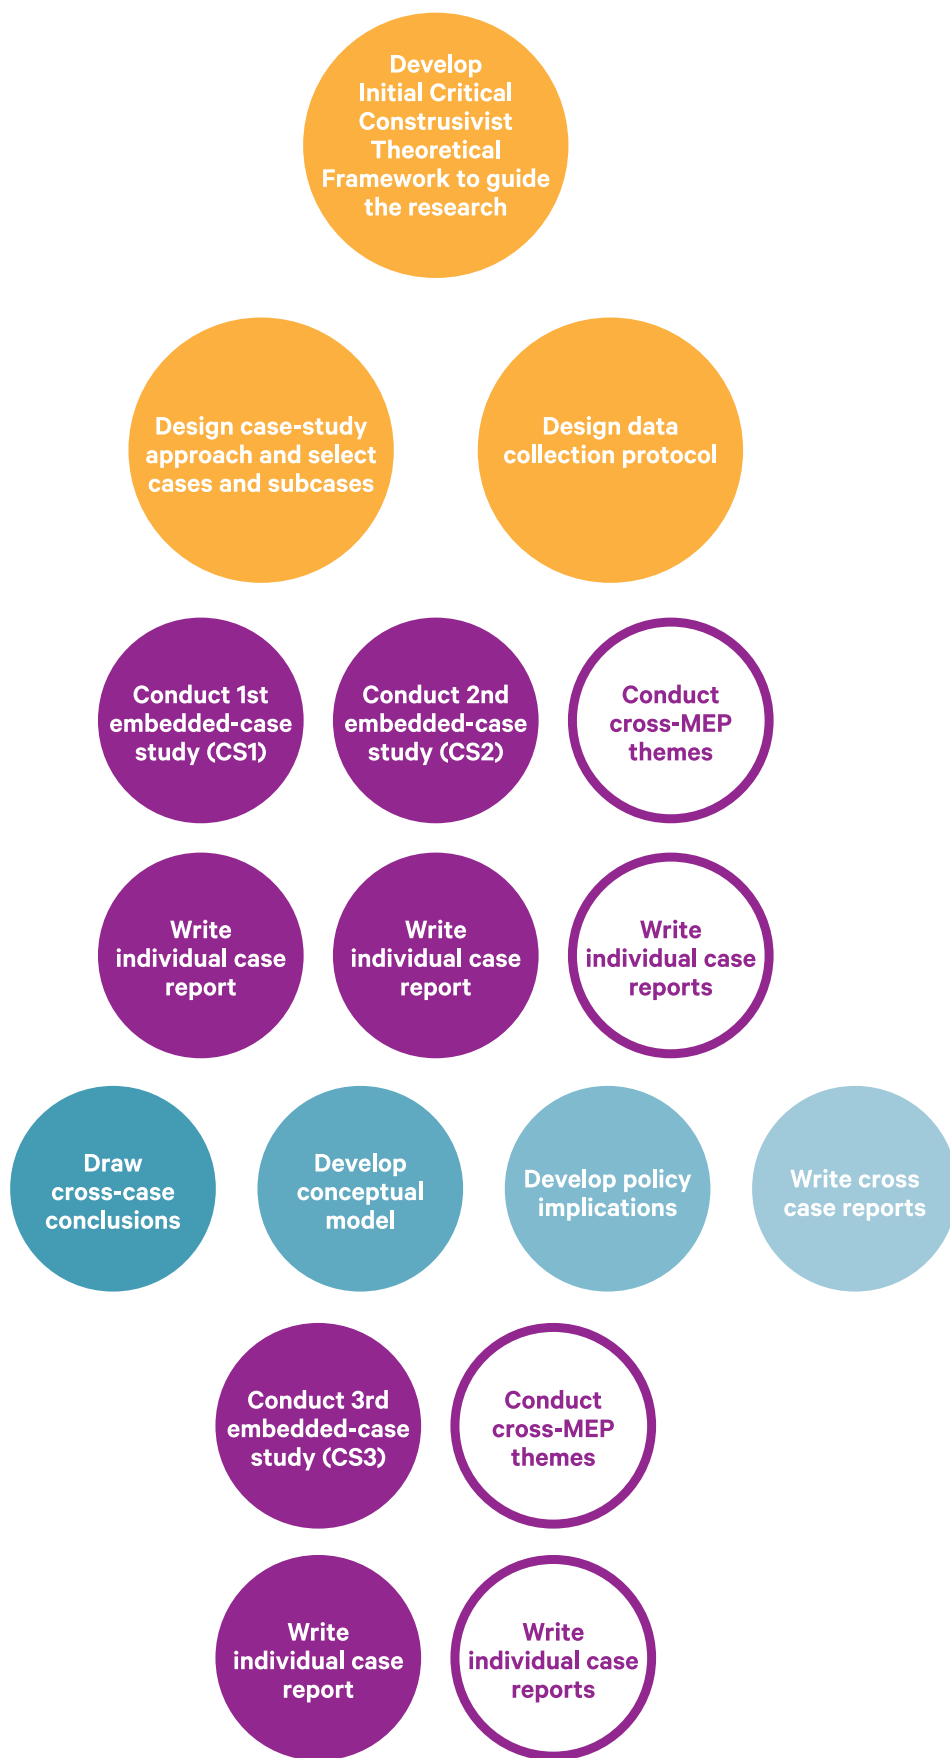 Develop
Initial Critical
Construsivist
Theoretical
Framework to guide
the research
Design case-study
approach and select
cases and subcases
Design data
collection protocol
Conduct 1st
embedded-case
study (CS1)
Conduct 2nd
embedded-case
study (CS2)
Conduct
cross-MEP
themes
Write
individual case
report
Write
individual case
report
Write
individual case
reports
Draw
cross-case
conclusions
Develop
conceptual
model
Develop policy
implications
Write cross
case reports
Conduct 3rd
embedded-case
study (CS3)
Conduct
cross-MEP
themes
Write
individual case
report
Write
individual case
reports